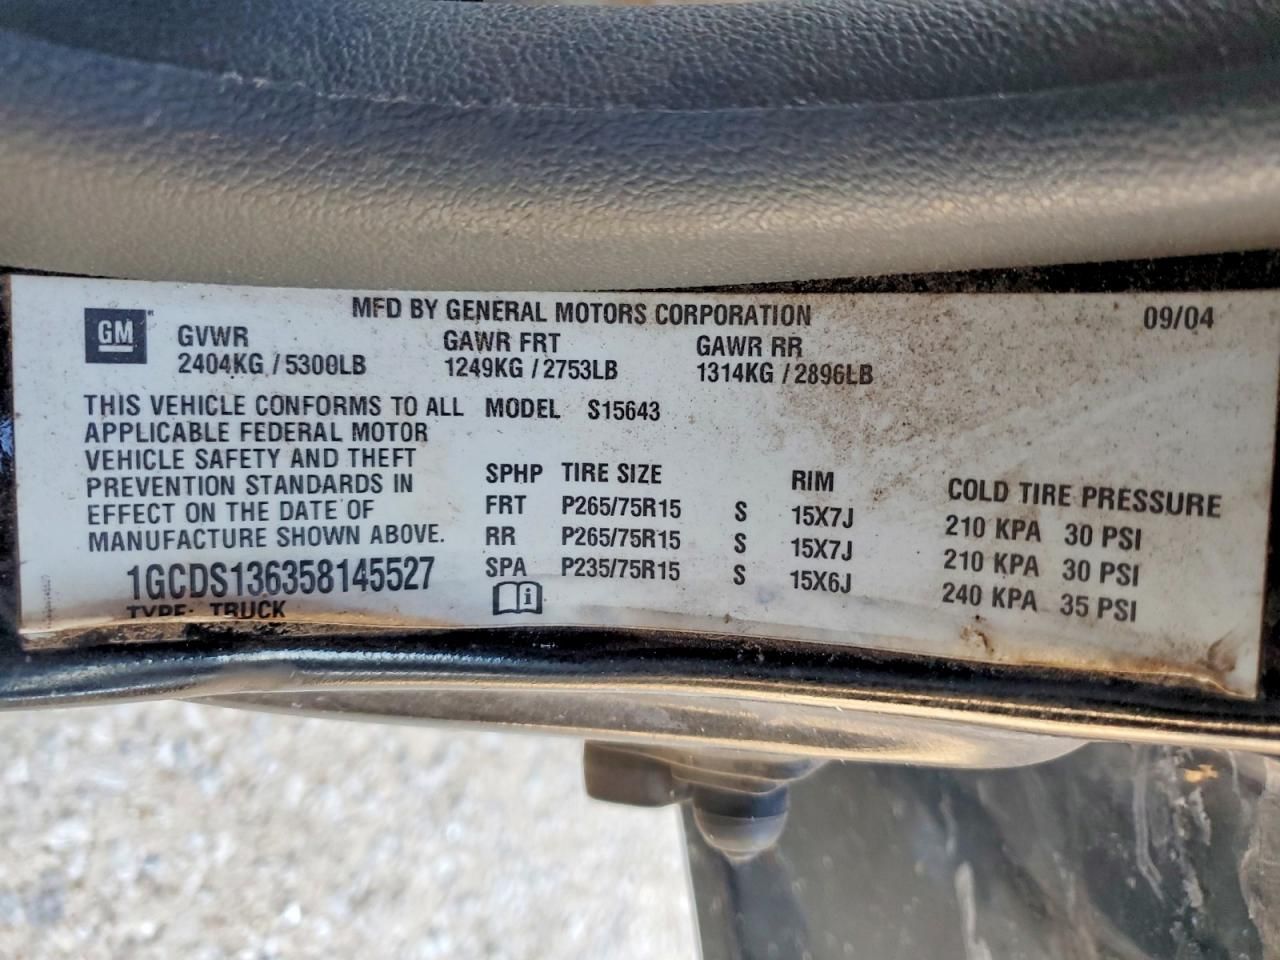 MFD BY GENERAL MOTORS CORPORATION 09/04
GM
GVWR GAWR FRT GAWR RR
2404KG / 5300LB 1249KG / 2753LB 1314KG / 2896LB
THIS VEHICLE CONFORMS TO ALL
APPLICABLE FEDERAL MOTOR
VEHICLE SAFETY AND THEFT
PREVENTION STANDARDS IN
EFFECT ON THE DATE OF
MANUFACTURE SHOWN ABOVE.
1GCDS136358145527
TYPE: TRUCK
MODEL S15643
SPHP TIRE SIZE RIM COLD TIRE PRESSURE
FRT P265/75R15 S 15X7J 210 KPA 30 PSI
RR P265/75R15 S 15X7J 210 KPA 30 PSI
SPA P235/75R15 S 15X6J 240 KPA 35 PSI
i